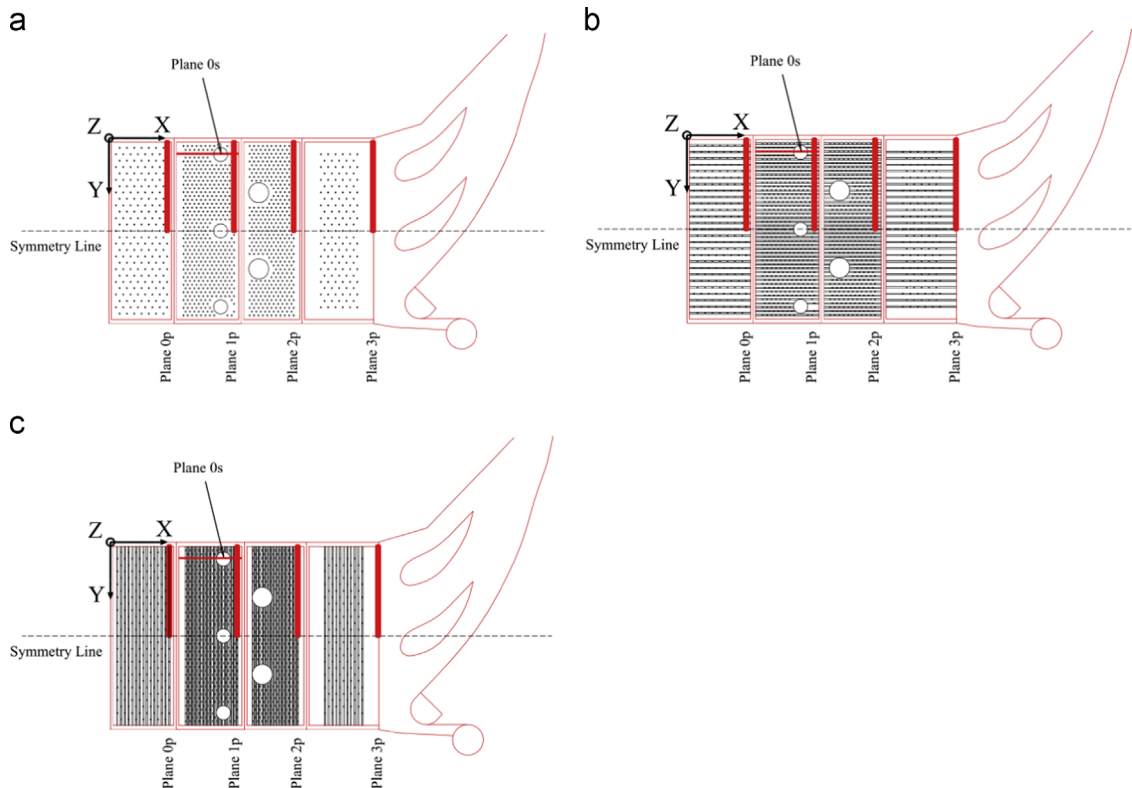 a
Plane 0s
Z
X
Y
Symmetry Line
Plane 0p
Plane 1p
Plane 2p
Plane 3p
b
Plane 0s
Z
X
Y
Symmetry Line
Plane 0p
Plane 1p
Plane 2p
Plane 3p
c
Plane 0s
Z
X
Y
Symmetry Line
Plane 0p
Plane 1p
Plane 2p
Plane 3p